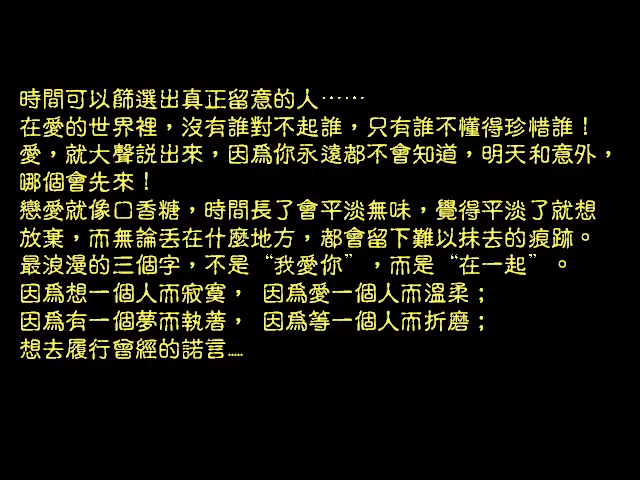 時間可以篩選出真正留意的人⋯⋯
在愛的世界裡，沒有誰對不起誰，只有誰不懂得珍惜誰！
愛，就大聲説出來，因為你永遠都不會知道，明天和意外，
哪個會先來！
戀愛就像口香糖，時間長了會平淡無味，覺得平淡了就想
放棄，而無論丟在什麼地方，都會留下難以抹去的痕跡。
最浪漫的三個字，不是“我愛你”，而是“在一起”。
因為想一個人而寂寞， 因為愛一個人而溫柔；
因為有一個夢而執著， 因為等一個人而折磨；
想去履行曾經的諾言……